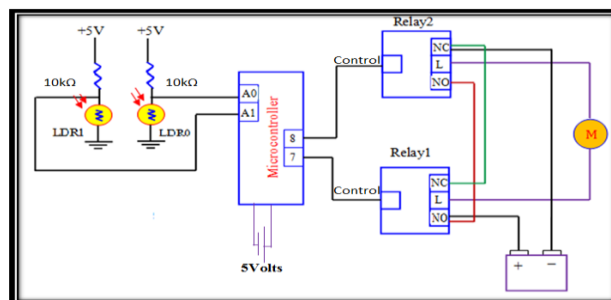 Relay2
+5V
+5V
NC
L
NO
Control
10kΩ
10kΩ
A0
A1
LDR1
LDR0
Microcontroller
8
7
M
Relay1
Control
NC
L
NO
5Volts
+
−